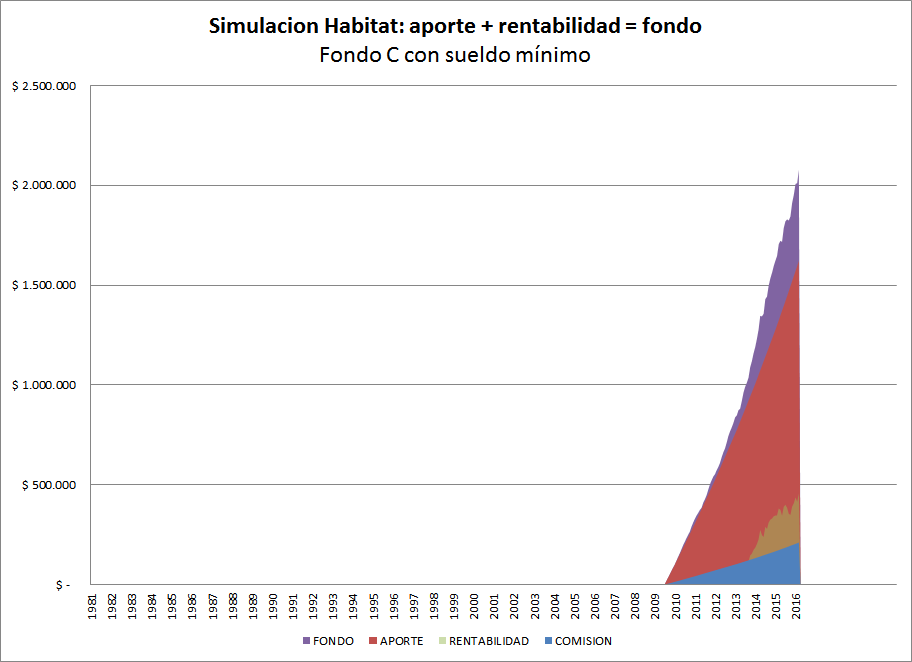 Simulacion Habitat: aporte + rentabilidad = fondo
Fondo C con sueldo mínimo
$ 2.500.000
$ 2.000.000
$ 1.500.000
$ 1.000.000
$ 500.000
$ -
1981 1982 1983 1984 1985 1986 1987 1988 1989 1990 1991 1992 1993 1994 1995 1996 1997 1998 1999 2000 2001 2002 2003 2004 2005 2006 2007 2008 2009 2010 2011 2012 2013 2014 2015 2016
FONDO APORTE RENTABILIDAD COMISION